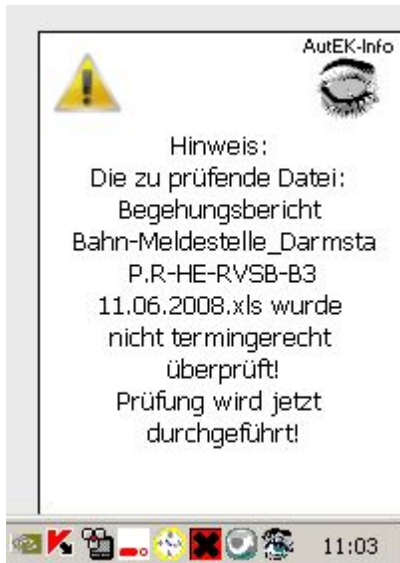 AutEK-Info
Hinweis:
Die zu prüfende Datei:
Begehungsbericht
Bahn-Meldestelle_Darmsta
P.R-HE-RVSB-B3
11.06.2008.xls wurde
nicht termingerecht
überprüft!
Prüfung wird jetzt
durchgeführt!
11:03